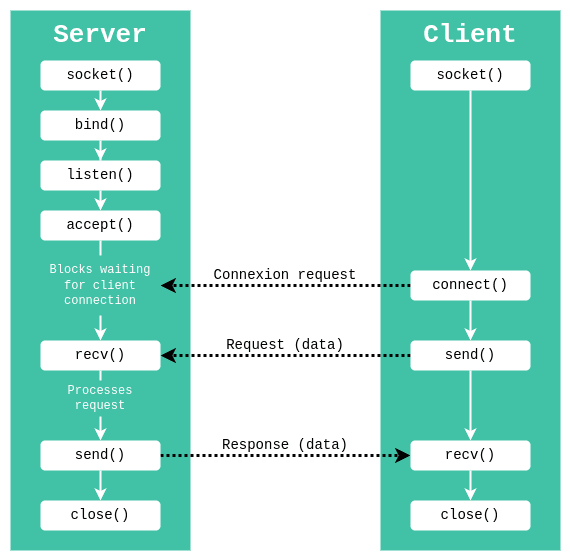 Server
socket()
bind()
listen()
accept()
Blocks waiting
for client
connection
recv()
Processes
request
send()
close()
Connexion request
Request (data)
Response (data)
Client
socket()
connect()
send()
recv()
close()